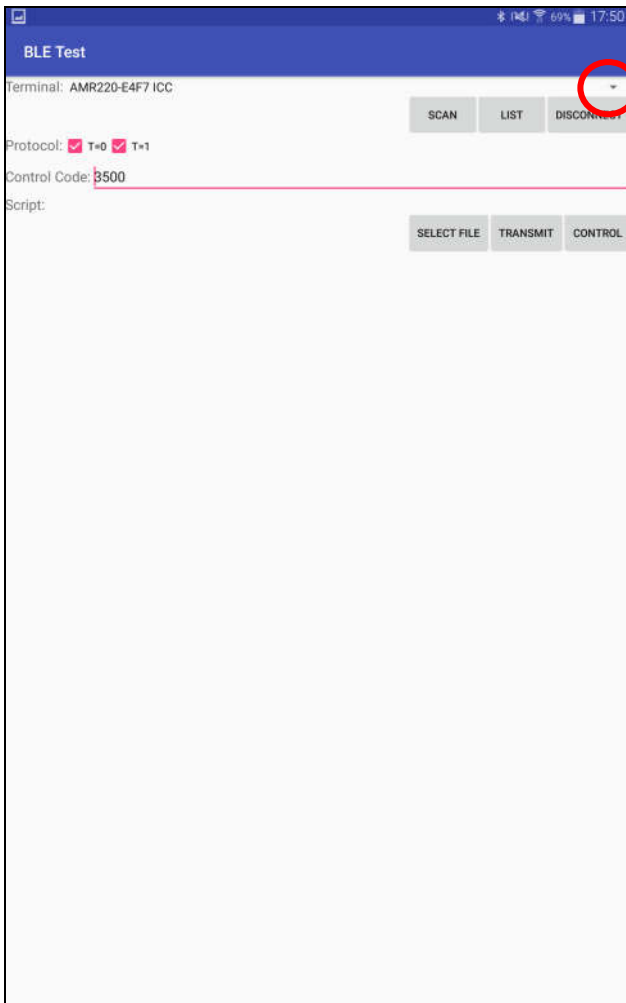 69% 17:50
BLE Test
Terminal: AMR220-E4F7 ICC
SCAN LIST DISCONNECT
Protocol: T=0 T=1
Control Code: 3500
Script:
SELECT FILE TRANSMIT CONTROL